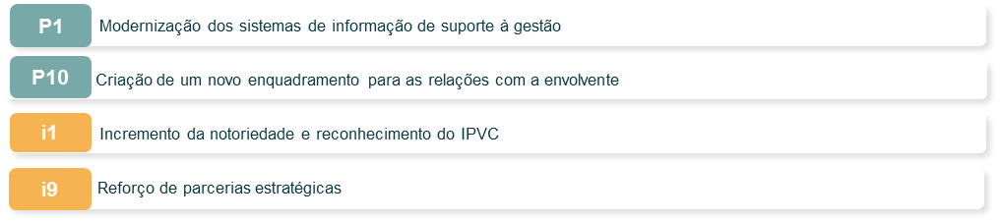 P1 Modernização dos sistemas de informação de suporte à gestão
P10 Criação de um novo enquadramento para as relações com a envolvente
i1 Incremento da notoriedade e reconhecimento do IPVC
i9 Reforço de parcerias estratégicas